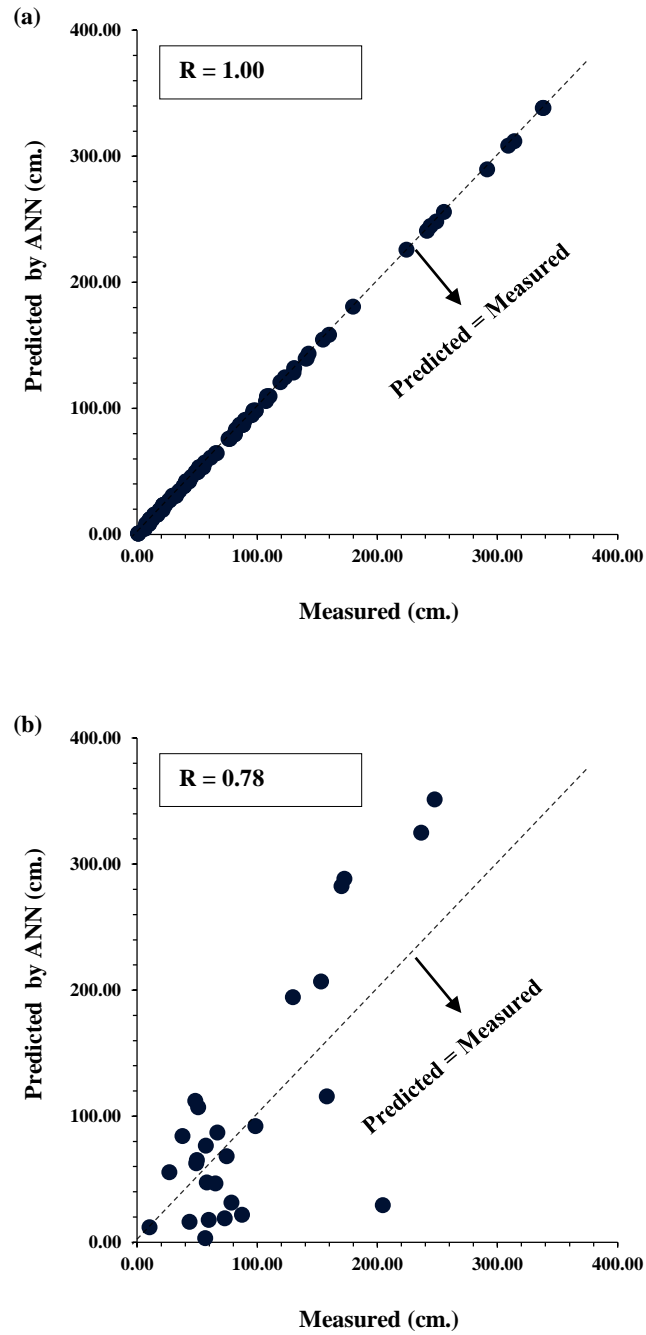 (a)
400.00
R = 1.00
300.00
200.00
100.00
0.00
Predicted by ANN (cm.)
Predicted = Measured
0.00 100.00 200.00 300.00 400.00
Measured (cm.)
(b)
400.00
R = 0.78
300.00
200.00
100.00
0.00
Predicted by ANN (cm.)
Predicted = Measured
0.00 100.00 200.00 300.00 400.00
Measured (cm.)